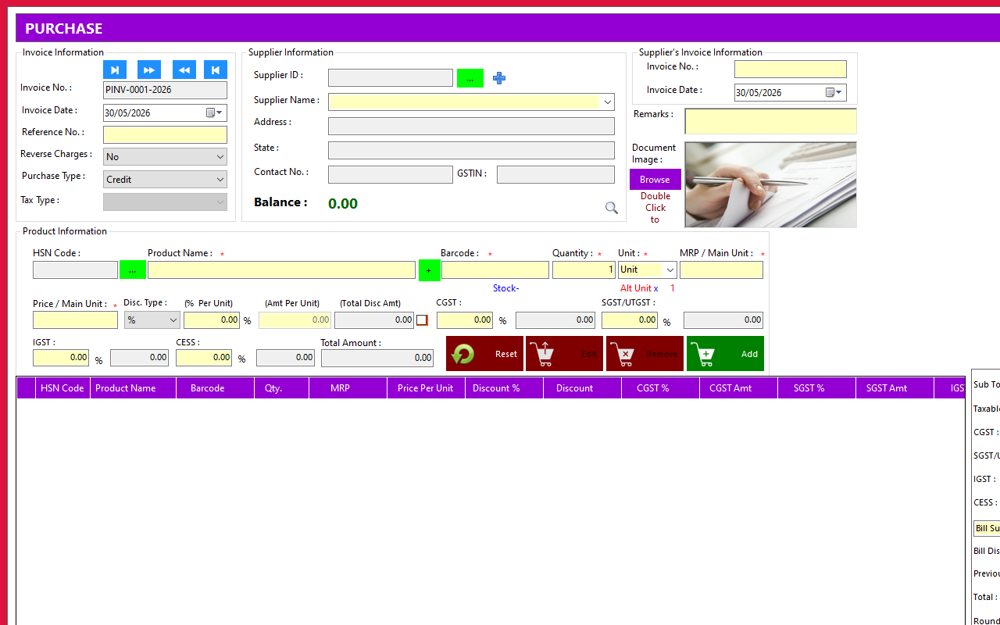 PURCHASE
Invoice Information
Invoice No. :
PINV-0001-2026
Invoice Date :
30/05/2026
Reference No. :
Reverse Charges :
No
Purchase Type :
Credit
Tax Type :
Supplier Information
Supplier ID :
...
Supplier Name :
Address :
State :
Contact No. :
GSTIN :
Balance :
0.00
Supplier's Invoice Information
Invoice No. :
Invoice Date :
30/05/2026
Remarks :
Document
Image :
Browse
Double
Click
to
Product Information
HSN Code :
...
Product Name : *
+
Barcode : *
Quantity : *
1
Unit : *
Unit
MRP / Main Unit : *
Stock-
Alt Unit x 1
Price / Main Unit : *
Disc. Type :
%
(% Per Unit)
0.00 %
(Amt Per Unit)
0.00
(Total Disc Amt)
0.00
CGST :
0.00 %
0.00
SGST/UTGST :
0.00 %
0.00
IGST :
0.00 %
0.00
CESS :
0.00 %
0.00
Total Amount :
0.00
Reset
Edit
Remove
Add
HSN Code Product Name Barcode Qty. MRP Price Per Unit Discount % Discount CGST % CGST Amt SGST % SGST Amt IGS
Sub To
Taxable
CGST :
SGST/U
IGST :
CESS :
Bill Su
Bill Dis
Previou
Total :
Round